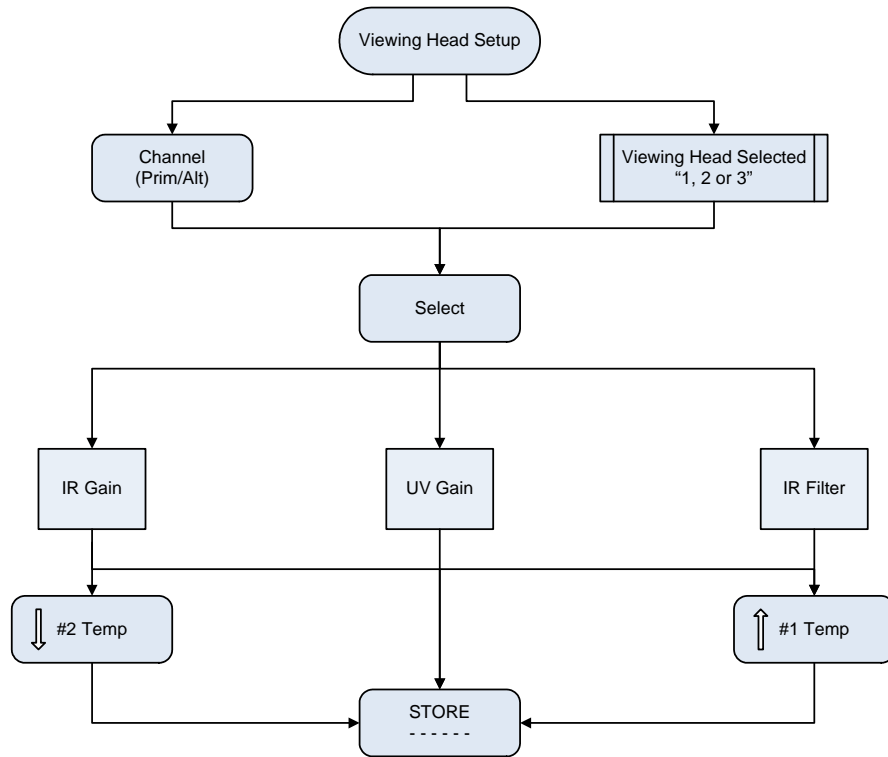 Viewing Head Setup
Channel
(Prim/Alt)
Viewing Head Selected
“1, 2 or 3”
Select
IR Gain
UV Gain
IR Filter
#2 Temp
#1 Temp
STORE
- - - - - -